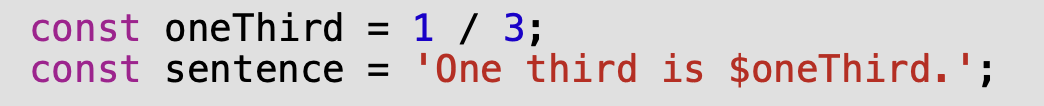 const oneThird = 1 / 3;
const sentence = 'One third is $oneThird.';